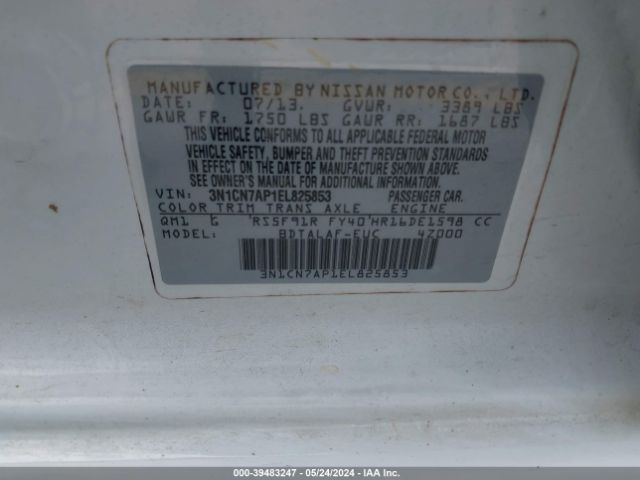 MANUFACTURED BY NISSAN MOTOR CO., LTD.
DATE: 07/13. GVWR: 3389 LBS
GAWR FR: 1750 LBS GAWR RR: 1687 LBS
THIS VEHICLE CONFORMS TO ALL APPLICABLE FEDERAL MOTOR
VEHICLE SAFETY, BUMPER AND THEFT PREVENTION STANDARDS
IN EFFECT ON THE DATE OF MANUFACTURE SHOWN ABOVE.
SEE OWNER'S MANUAL FOR ADDITIONAL INFORMATION.
VIN: 3N1CN7AP1EL825853 PASSENGER CAR.
COLOR TRIM TRANS AXLE ENGINE
QM1 G RS5F91R FY40 HR16DE1598 CC
BDTALAF-EUC 4Z000
3N1CN7AP1EL825853
000-39483247 - 05/24/2024 - IAA Inc.